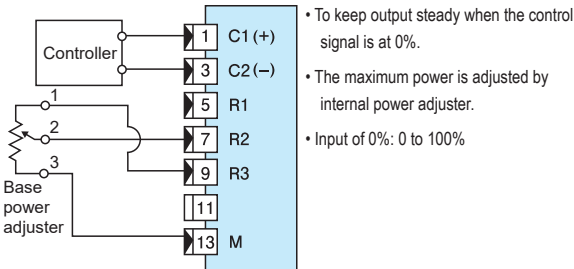 Controller
1 C1 (+)
3 C2 (–)
5 R1
7 R2
9 R3
11
13 M
1
2
3
Base
power
adjuster
• To keep output steady when the control
signal is at 0%.
• The maximum power is adjusted by
internal power adjuster.
• Input of 0%: 0 to 100%